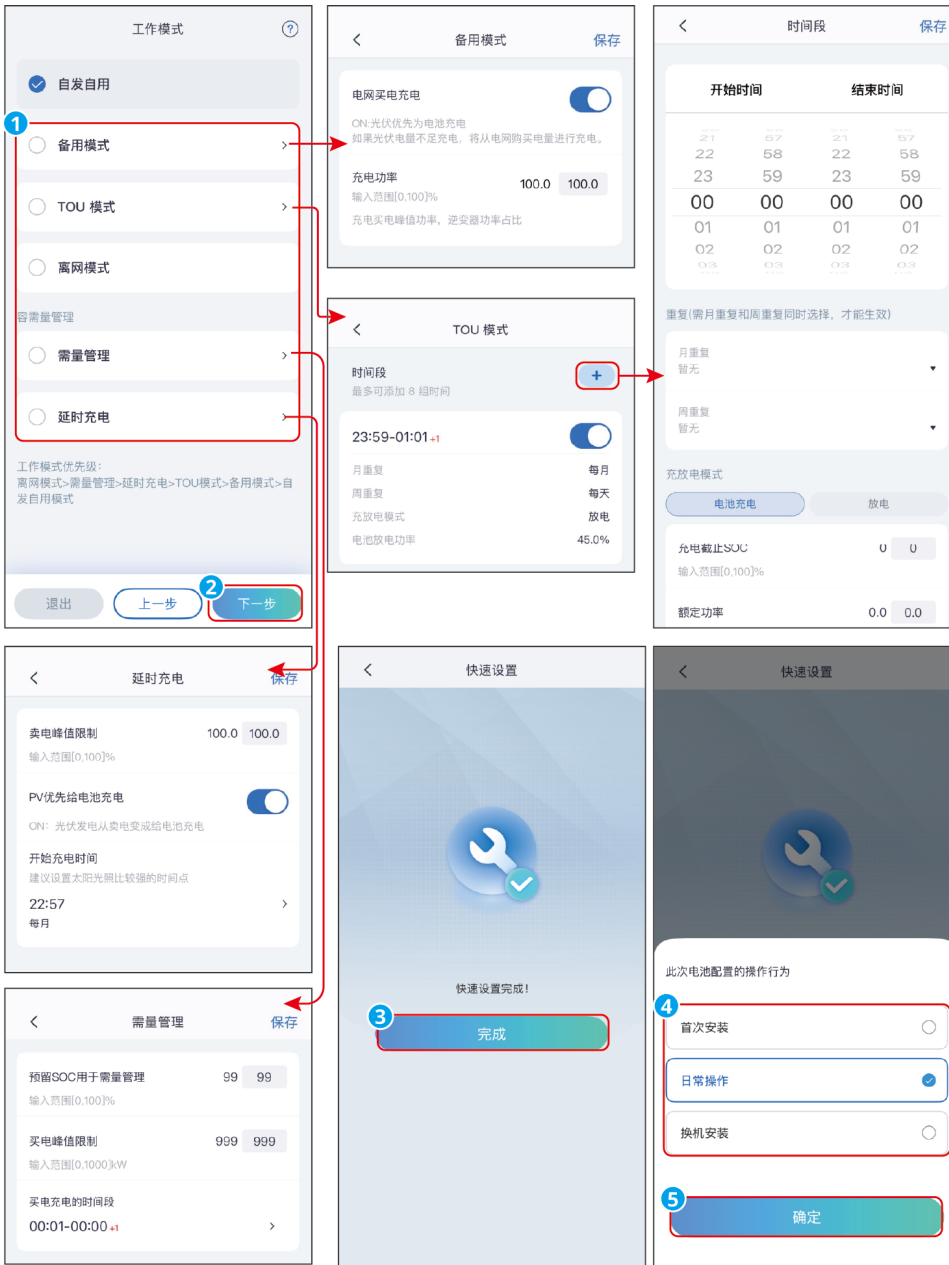 工作模式
?
自发自用
1
备用模式
TOU 模式
离网模式
容需量管理
需量管理
延时充电
工作模式优先级：
离网模式>需量管理>延时充电>TOU模式>备用模式>自
发自用模式
2
退出
上一步
下一步
备用模式
保存
电网买电充电
ON:光伏优先为电池充电
如果光伏电量不足充电，将从电网购买电量进行充电。
充电功率
100.0 100.0
输入范围[0,100]%
充电买电峰值功率，逆变器功率占比
TOU 模式
时间段
+
最多可添加 8 组时间
23:59-01:01 +1
月重复 每月
周重复 每天
充放电模式 放电
电池放电功率 45.0%
时间段
保存
开始时间 结束时间
21 57 21 57
22 58 22 58
23 59 23 59
00 00 00 00
01 01 01 01
02 02 02 02
03 03 03 03
重复(需月重复和周重复同时选择，才能生效)
月重复
暂无
周重复
暂无
充放电模式
电池充电 放电
充电截止SOC 0 0
输入范围[0,100]%
额定功率 0.0 0.0
延时充电
保存
卖电峰值限制 100.0 100.0
输入范围[0,100]%
PV优先给电池充电
ON：光伏发电从卖电变成给电池充电
开始充电时间
建议设置太阳光照比较强的时间点
22:57
每月
需量管理
保存
预留SOC用于需量管理 99 99
输入范围[0,100]%
买电峰值限制 999 999
输入范围[0,1000]kW
买电充电的时间段
00:01-00:00 +1
快速设置
快速设置完成！
3
完成
快速设置
此次电池配置的操作行为
4
首次安装
日常操作
换机安装
5
确定